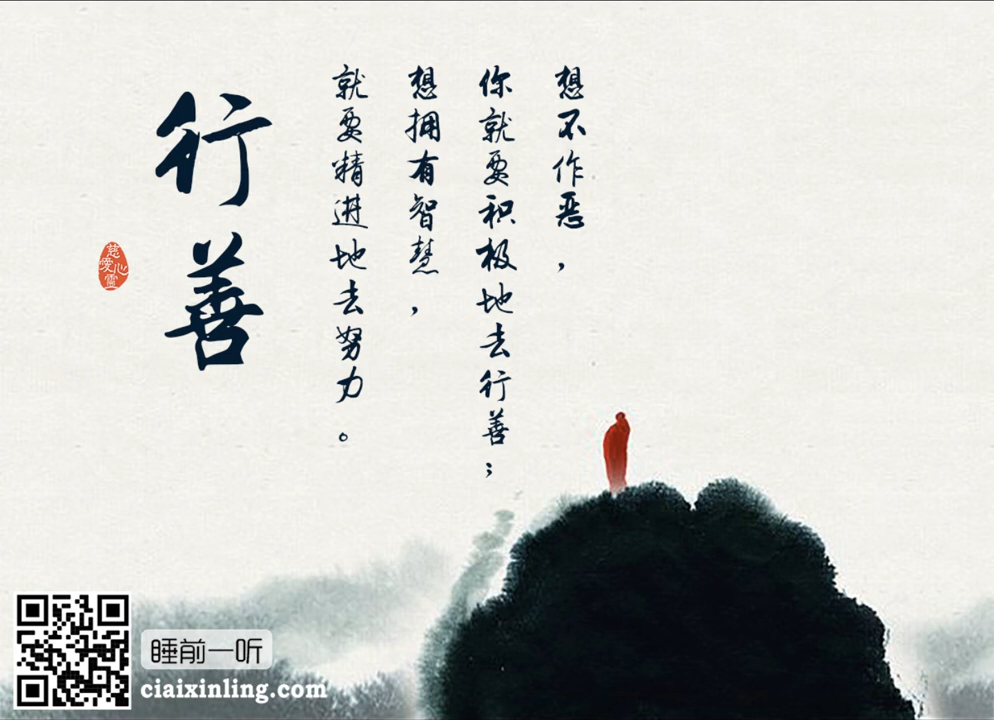 想不作恶，
你就要积极地去行善；
想拥有智慧，
就要精进地去努力。
行善
慈爱心灵
睡前一听
ciaixinling.com